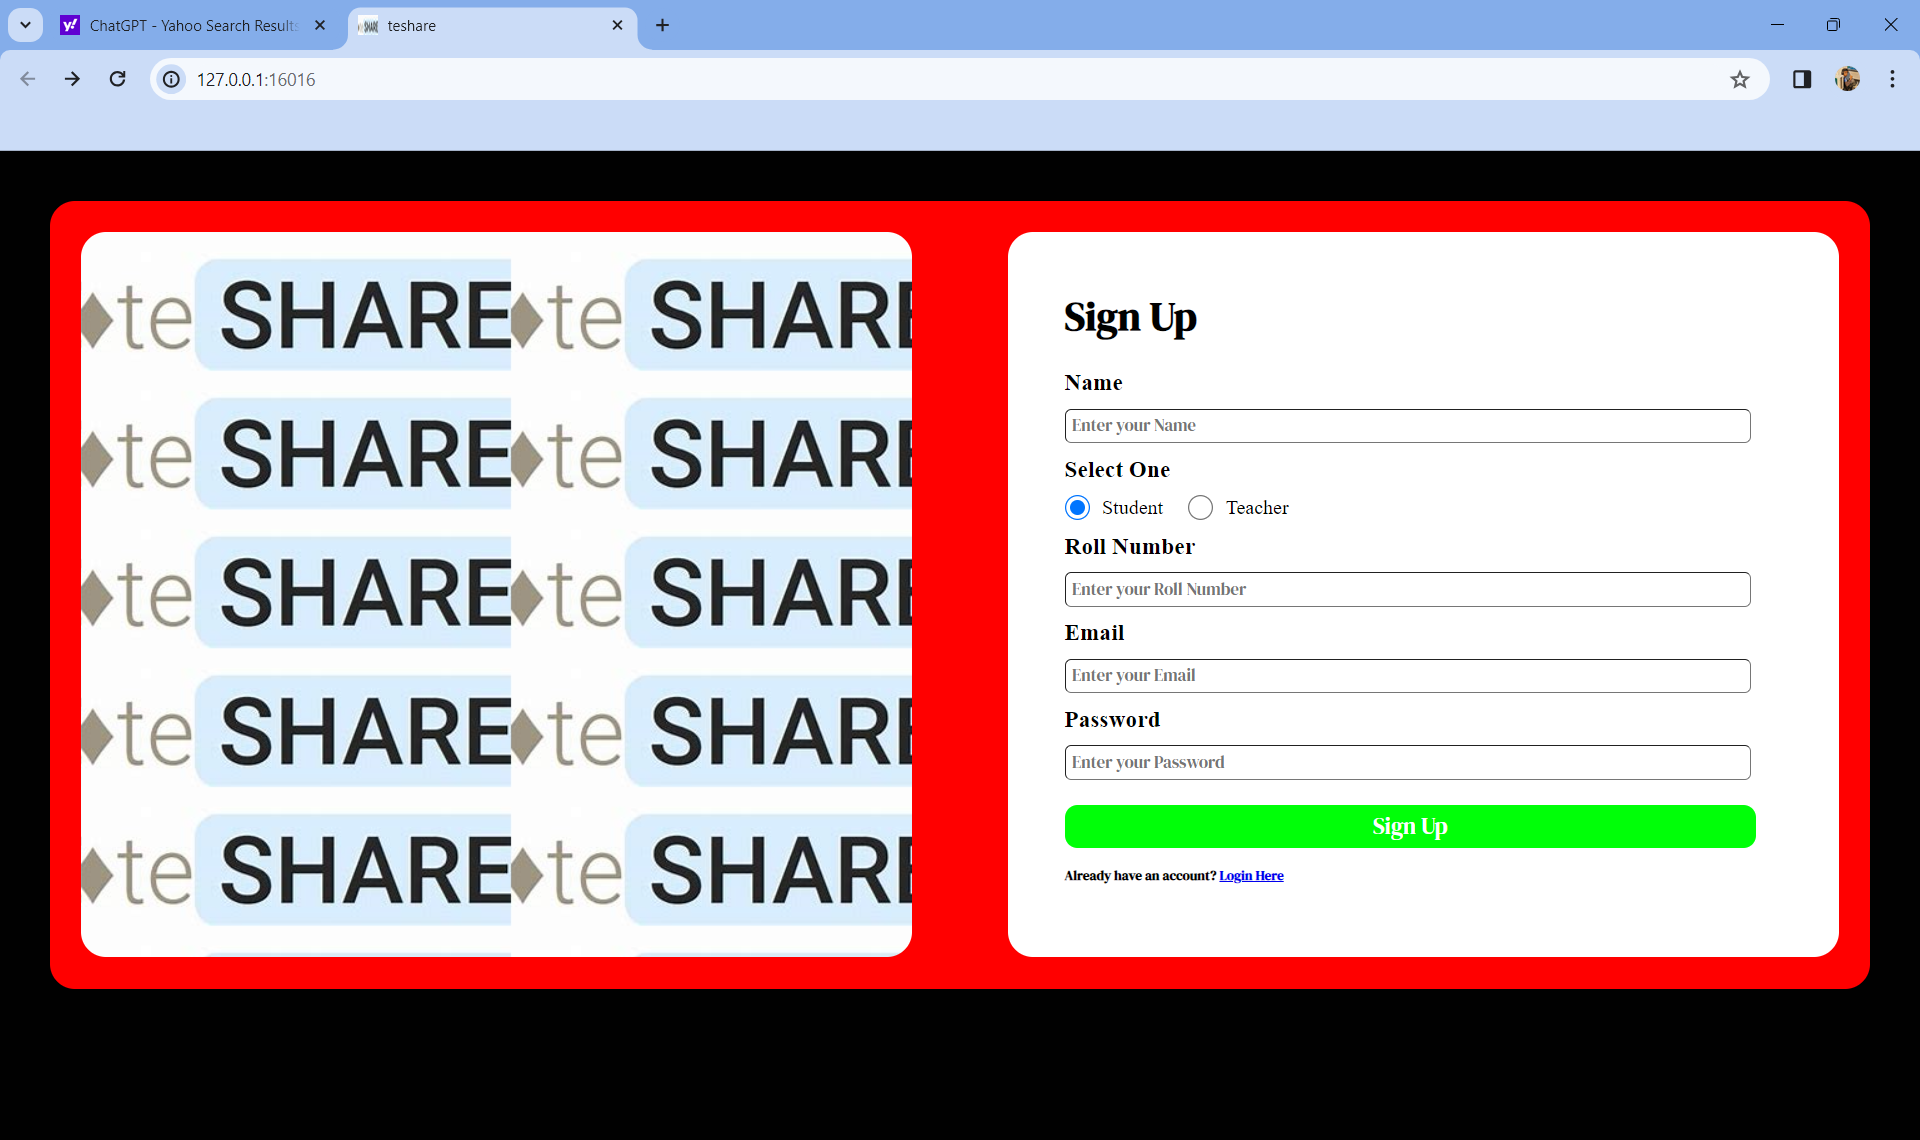 ChatGPT - Yahoo Search Results
teshare
127.0.0.1:16016
te SHARE te SHARE
te SHARE te SHARE
te SHARE te SHARE
te SHARE te SHARE
te SHARE te SHARE
Sign Up
Name
Enter your Name
Select One
Student Teacher
Roll Number
Enter your Roll Number
Email
Enter your Email
Password
Enter your Password
Sign Up
Already have an account? Login Here